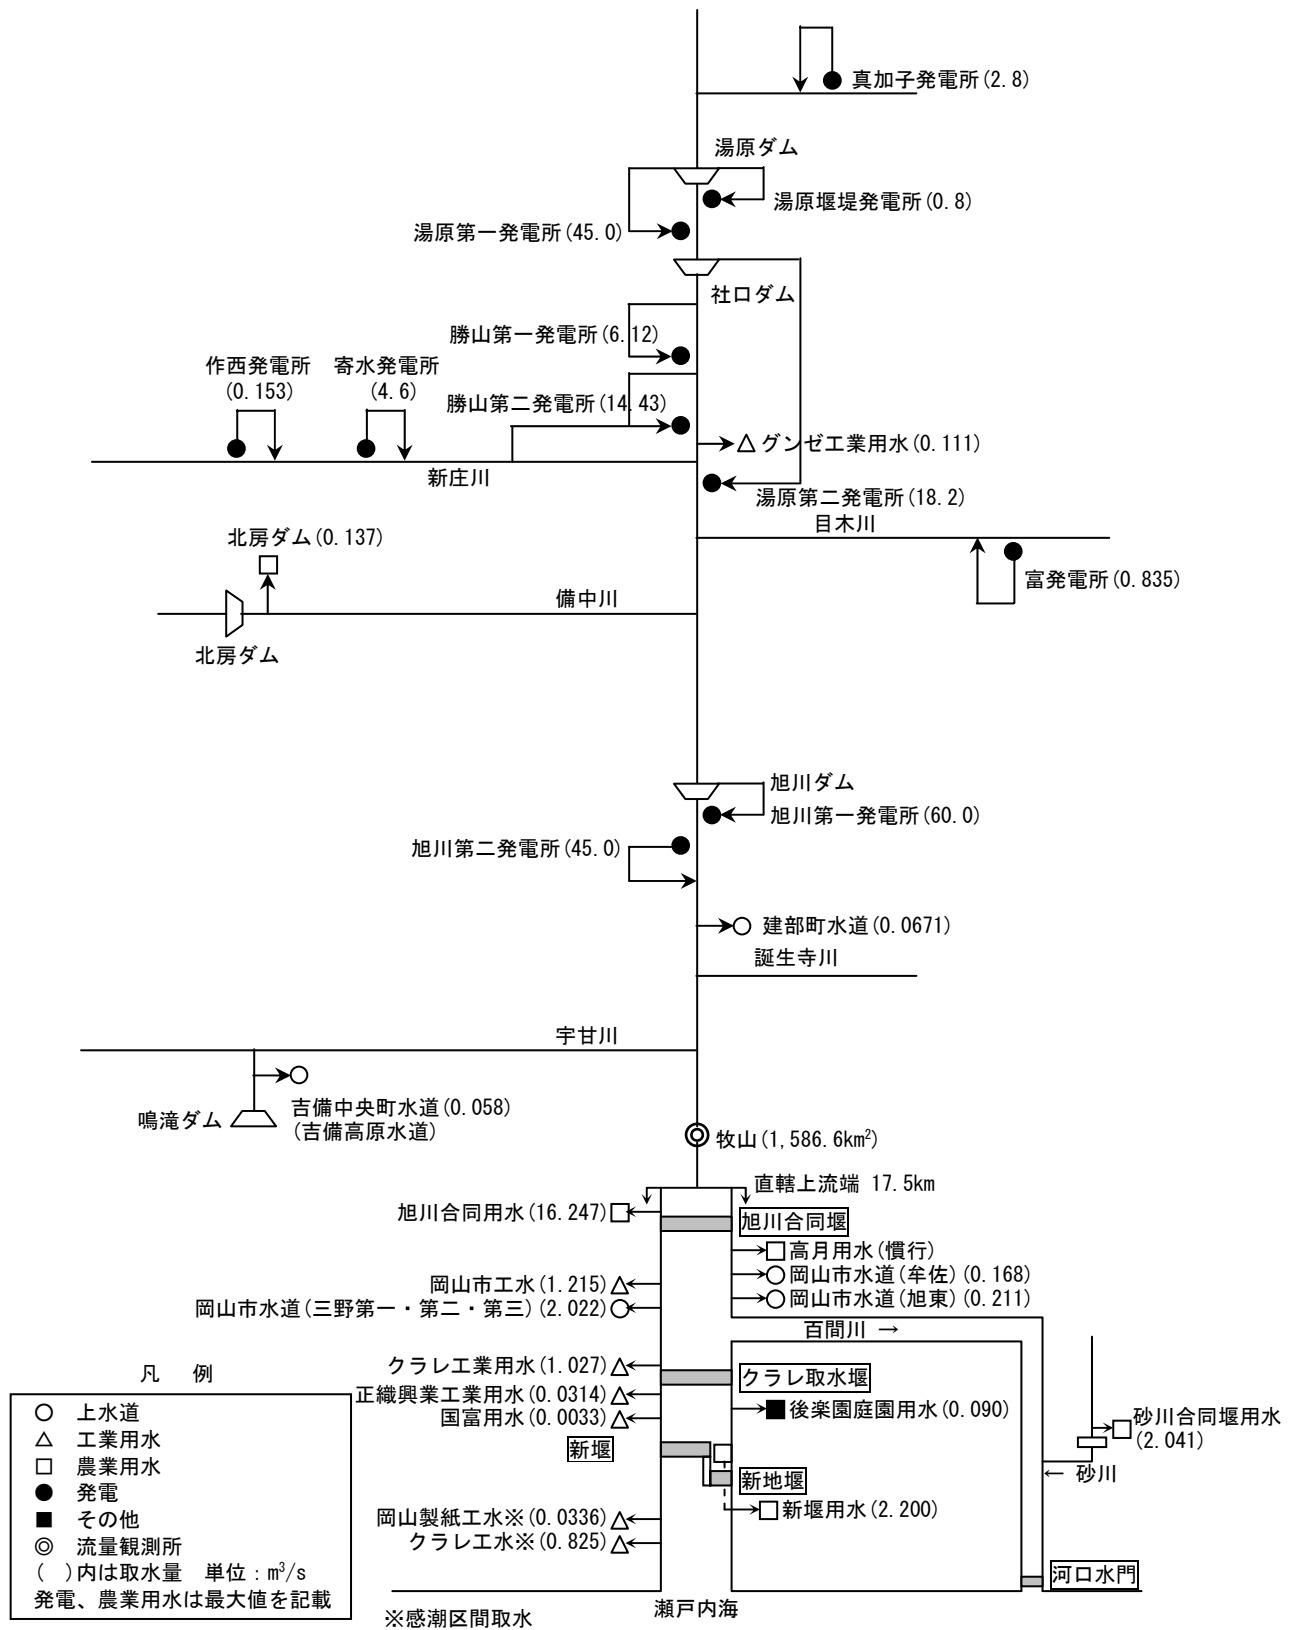 真加子発電所(2.8)
湯原ダム
湯原堰堤発電所(0.8)
湯原第一発電所(45.0)
社口ダム
勝山第一発電所(6.12)
作西発電所
(0.153)
寄水発電所
(4.6)
勝山第二発電所(14.43)
グンゼ工業用水(0.111)
新庄川
湯原第二発電所(18.2)
目木川
北房ダム(0.137)
富発電所(0.835)
備中川
北房ダム
旭川ダム
旭川第一発電所(60.0)
旭川第二発電所(45.0)
建部町水道(0.0671)
誕生寺川
宇甘川
吉備中央町水道(0.058)
(吉備高原水道)
鳴滝ダム
牧山(1,586.6km²)
直轄上流端 17.5km
旭川合同用水(16.247)
旭川合同堰
高月用水(慣行)
岡山市工水(1.215)
岡山市水道(牟佐)(0.168)
岡山市水道(三野第一・第二・第三)(2.022)
岡山市水道(旭東)(0.211)
百間川 →
クラレ工業用水(1.027)
クラレ取水堰
正織興業工業用水(0.0314)
後楽園庭園用水(0.090)
国富用水(0.0033)
砂川合同堰用水
(2.041)
新堰
新地堰
← 砂川
新堰用水(2.200)
岡山製紙工水※(0.0336)
クラレ工水※(0.825)
河口水門
瀬戸内海
※感潮区間取水
凡 例
○ 上水道
△ 工業用水
□ 農業用水
● 発電
■ その他
◎ 流量観測所
( )内は取水量 単位：m³/s
発電、農業用水は最大値を記載